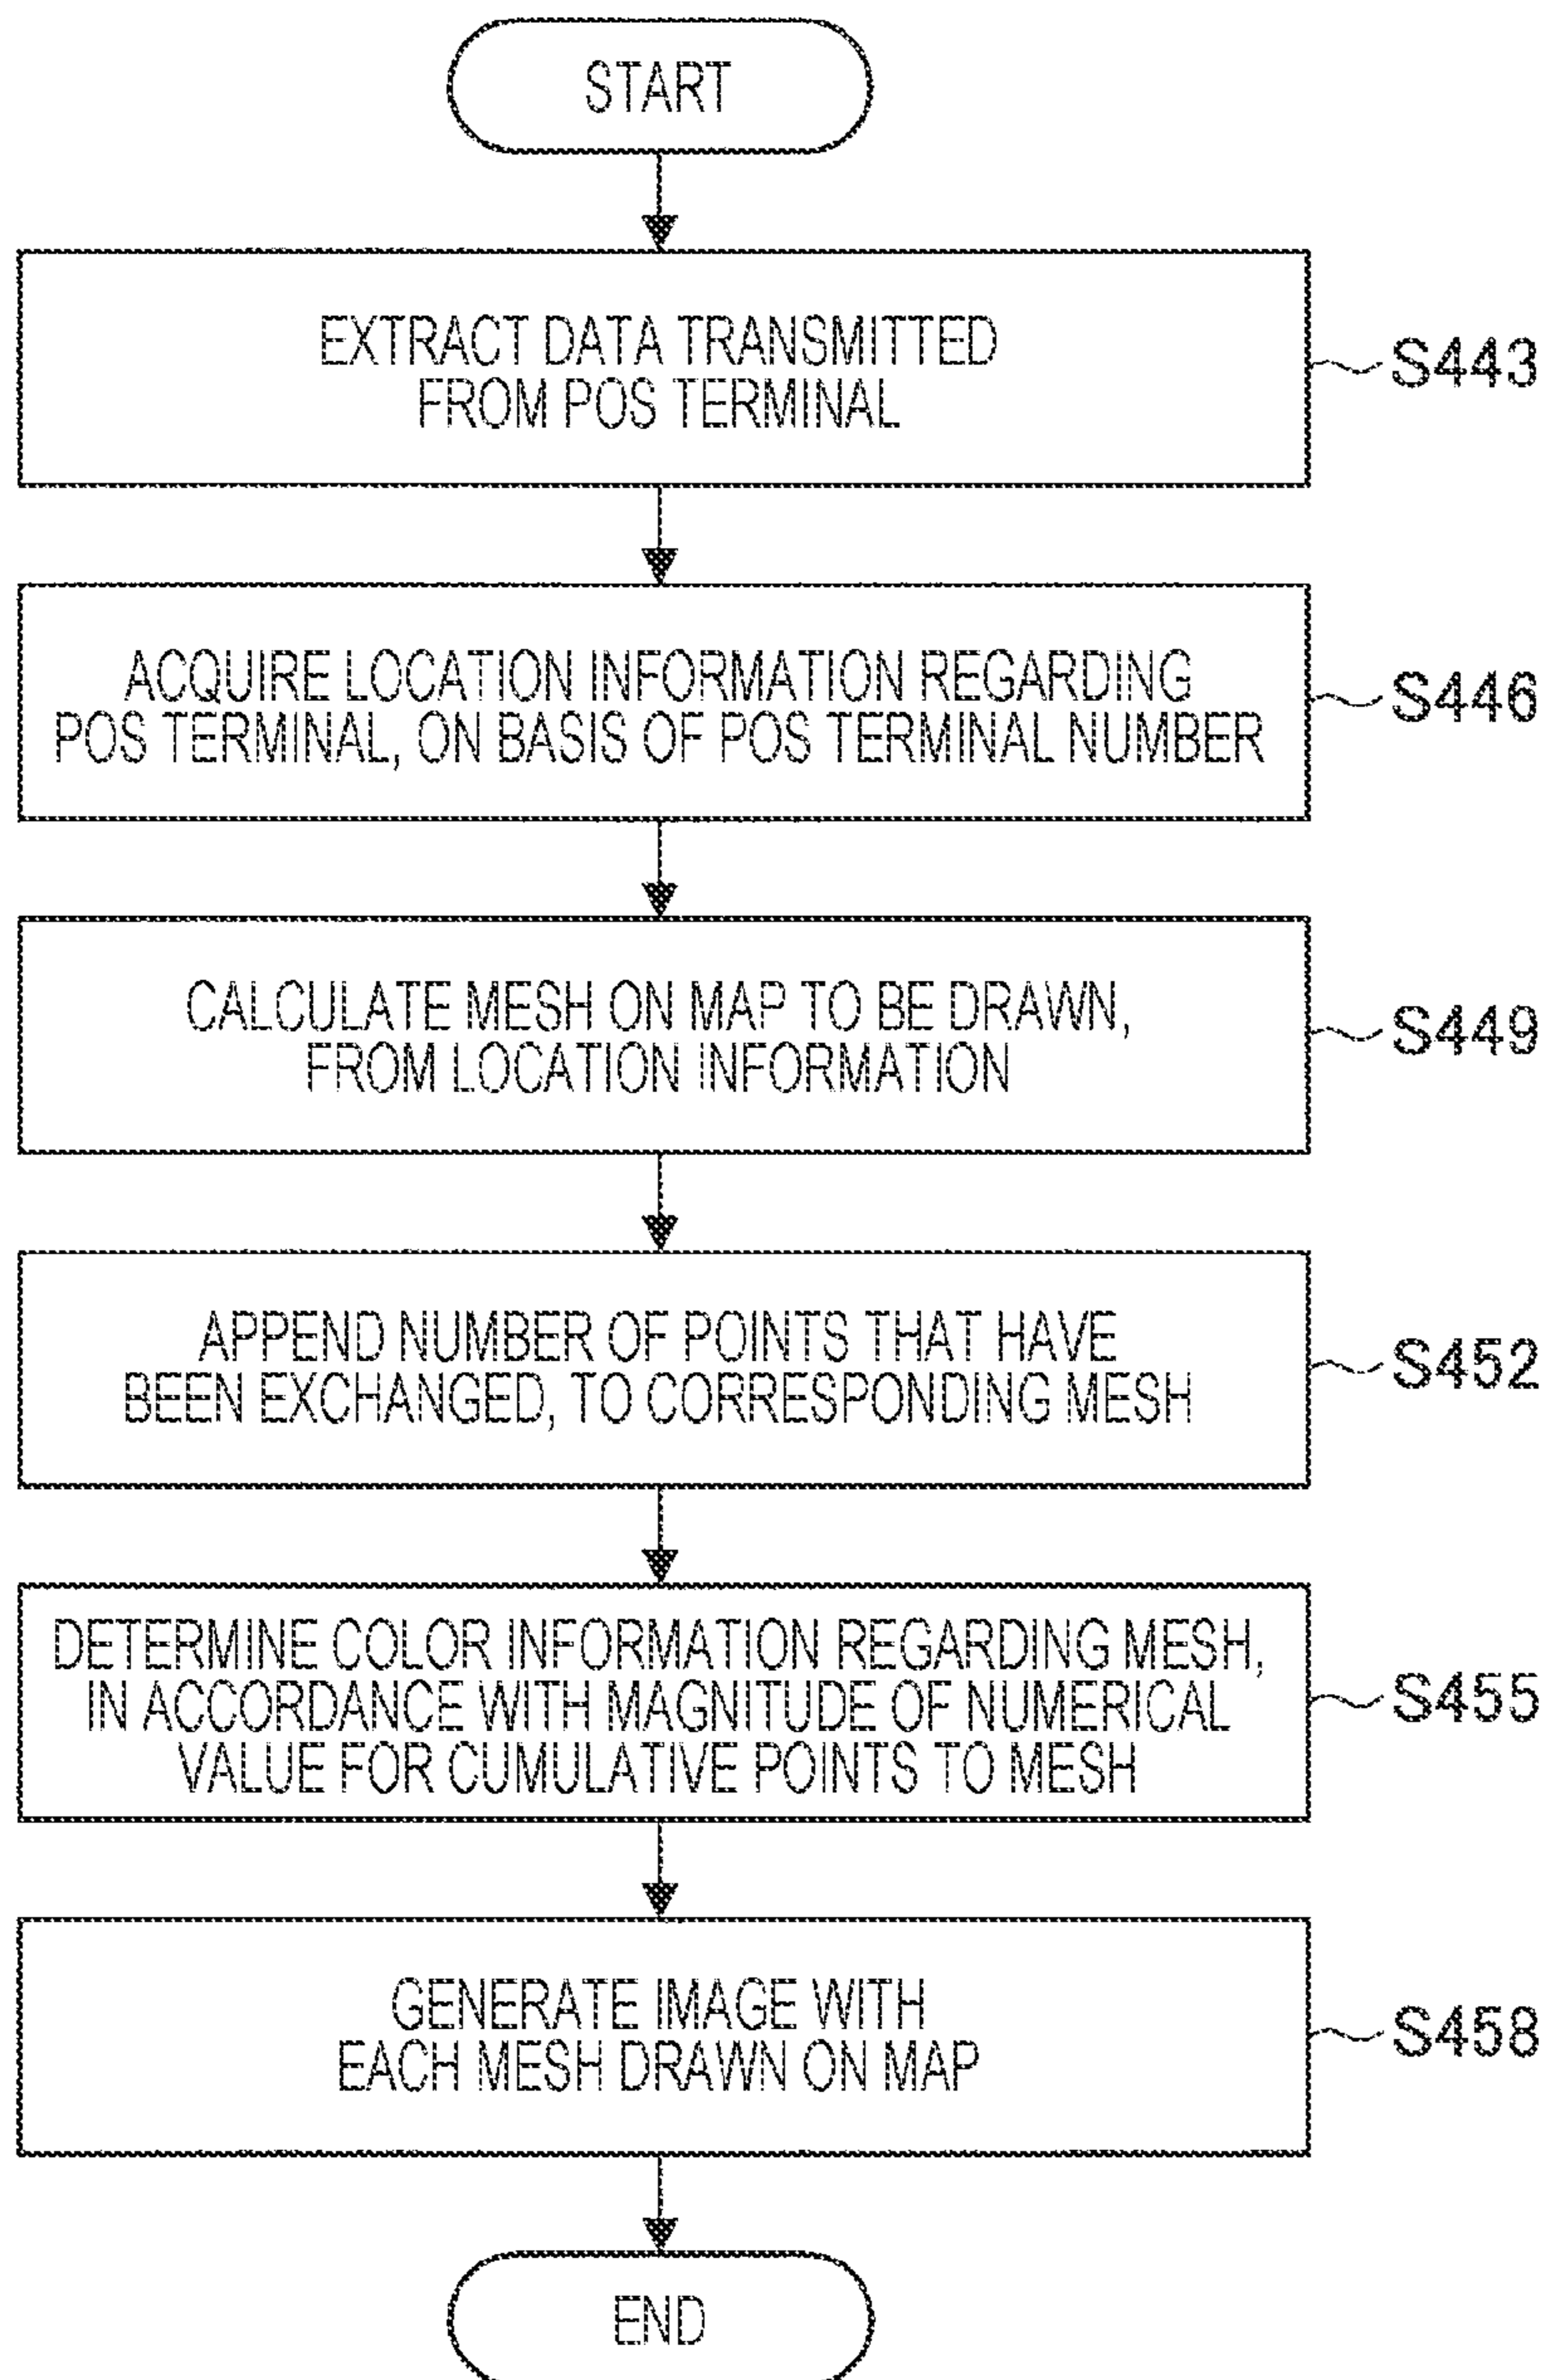 START
EXTRACT DATA TRANSMITTED
FROM POS TERMINAL
S443
ACQUIRE LOCATION INFORMATION REGARDING
POS TERMINAL, ON BASIS OF POS TERMINAL NUMBER
S446
CALCULATE MESH ON MAP TO BE DRAWN,
FROM LOCATION INFORMATION
S449
APPEND NUMBER OF POINTS THAT HAVE
BEEN EXCHANGED, TO CORRESPONDING MESH
S452
DETERMINE COLOR INFORMATION REGARDING MESH,
IN ACCORDANCE WITH MAGNITUDE OF NUMERICAL
VALUE FOR CUMULATIVE POINTS TO MESH
S455
GENERATE IMAGE WITH
EACH MESH DRAWN ON MAP
S458
END